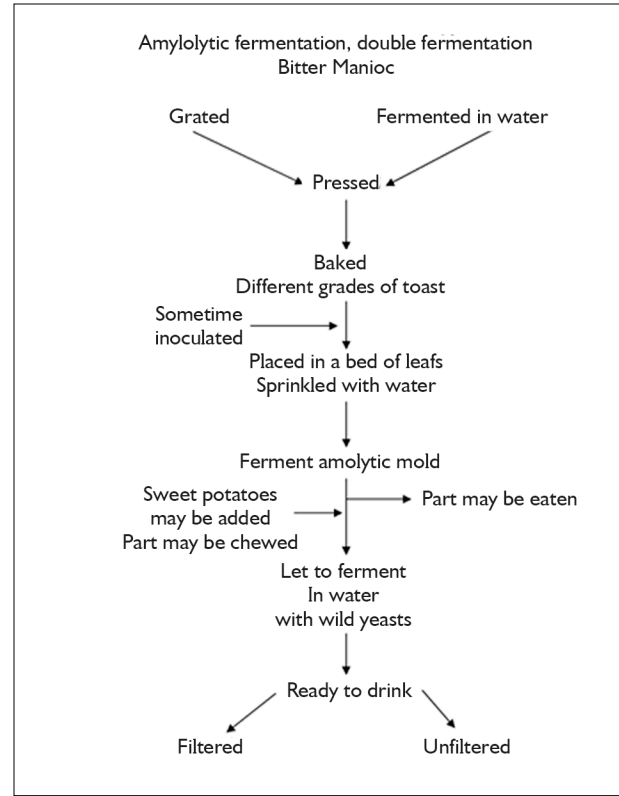 Amylolytic fermentation, double fermentation
Bitter Manioc
Grated
Fermented in water
Pressed
Baked
Different grades of toast
Sometime
inoculated
Placed in a bed of leafs
Sprinkled with water
Ferment amolytic mold
Sweet potatoes
may be added
Part may be chewed
Part may be eaten
Let to ferment
In water
with wild yeasts
Ready to drink
Filtered
Unfiltered